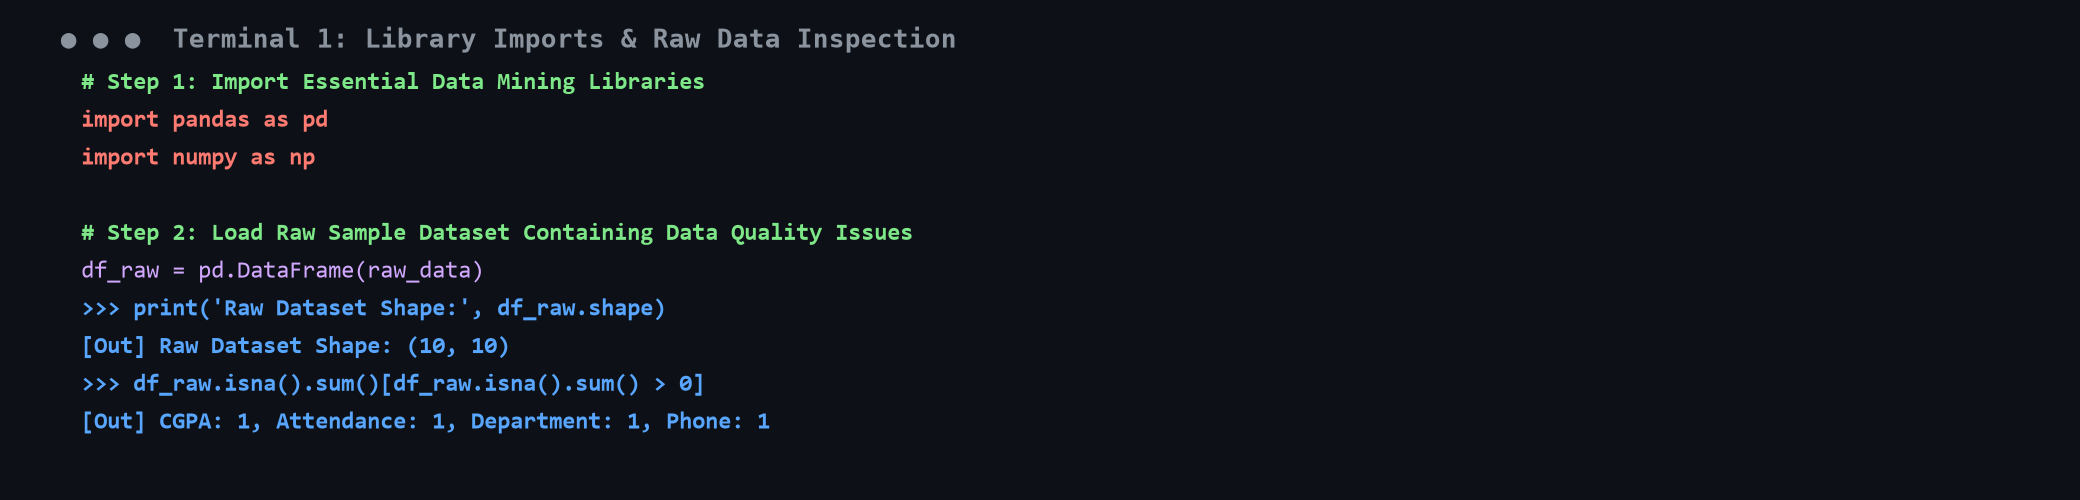 Terminal 1: Library Imports & Raw Data Inspection
# Step 1: Import Essential Data Mining Libraries
import pandas as pd
import numpy as np
# Step 2: Load Raw Sample Dataset Containing Data Quality Issues
df_raw = pd.DataFrame(raw_data)
>>> print('Raw Dataset Shape:', df_raw.shape)
[Out] Raw Dataset Shape: (10, 10)
>>> df_raw.isna().sum()[df_raw.isna().sum() > 0]
[Out] CGPA: 1, Attendance: 1, Department: 1, Phone: 1